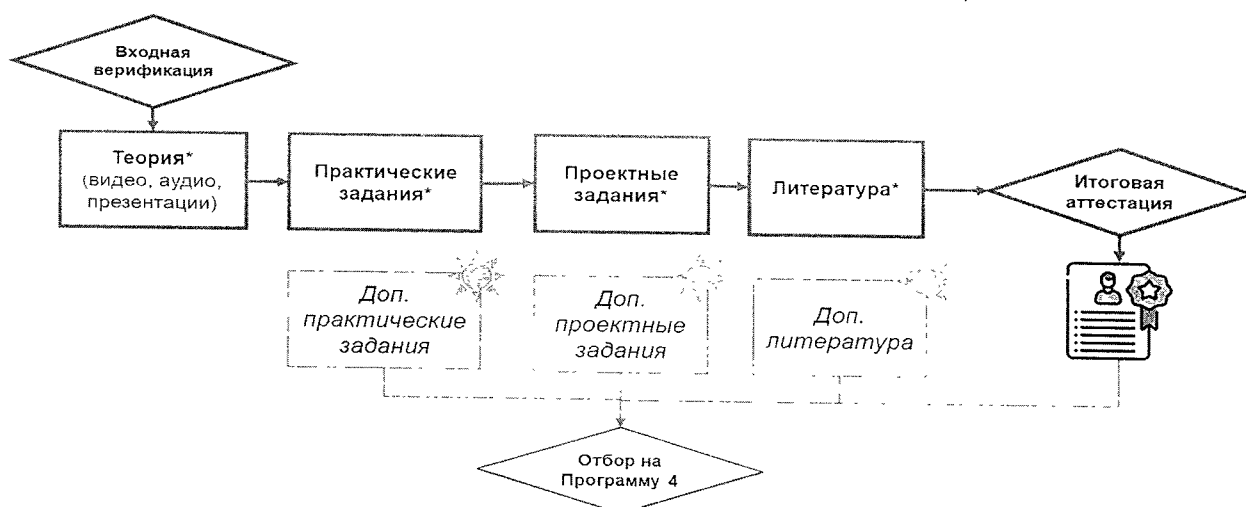 Входная
верификация
Теория*
(видео, аудио,
презентации)
Практические
задания*
Проектные
задания*
Литература*
Итоговая
аттестация
Доп.
практические
задания
Доп.
проектные
задания
Доп.
литература
Отбор на
Программу 4